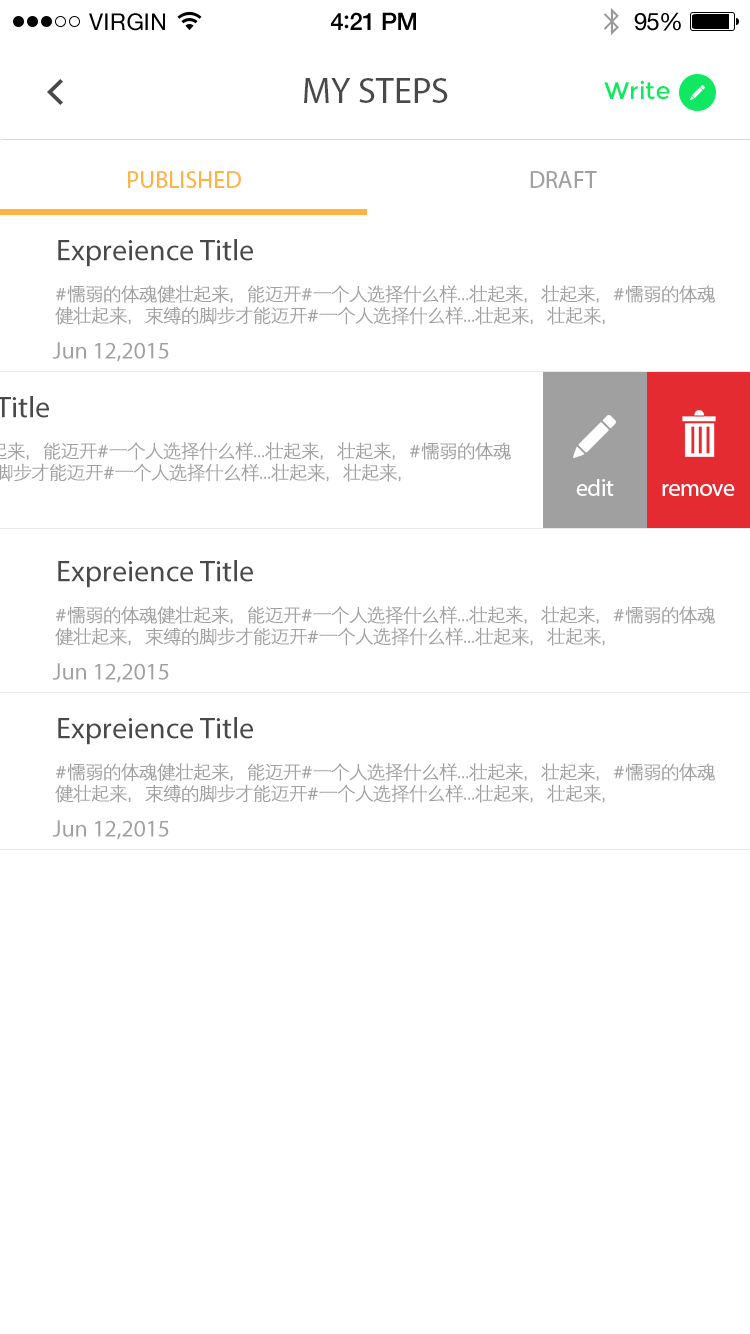 VIRGIN 4:21 PM 95%
MY STEPS Write
PUBLISHED DRAFT
Expreience Title
#懦弱的体魂健壮起来，能迈开#一个人选择什么样...壮起来，壮起来，#懦弱的体魂
健壮起来，束缚的脚步才能迈开#一个人选择什么样...壮起来，壮起来，
Jun 12,2015
Title
起来，能迈开#一个人选择什么样...壮起来，壮起来，#懦弱的体魂
脚步才能迈开#一个人选择什么样...壮起来，壮起来，
edit remove
Expreience Title
#懦弱的体魂健壮起来，能迈开#一个人选择什么样...壮起来，壮起来，#懦弱的体魂
健壮起来，束缚的脚步才能迈开#一个人选择什么样...壮起来，壮起来，
Jun 12,2015
Expreience Title
#懦弱的体魂健壮起来，能迈开#一个人选择什么样...壮起来，壮起来，#懦弱的体魂
健壮起来，束缚的脚步才能迈开#一个人选择什么样...壮起来，壮起来，
Jun 12,2015